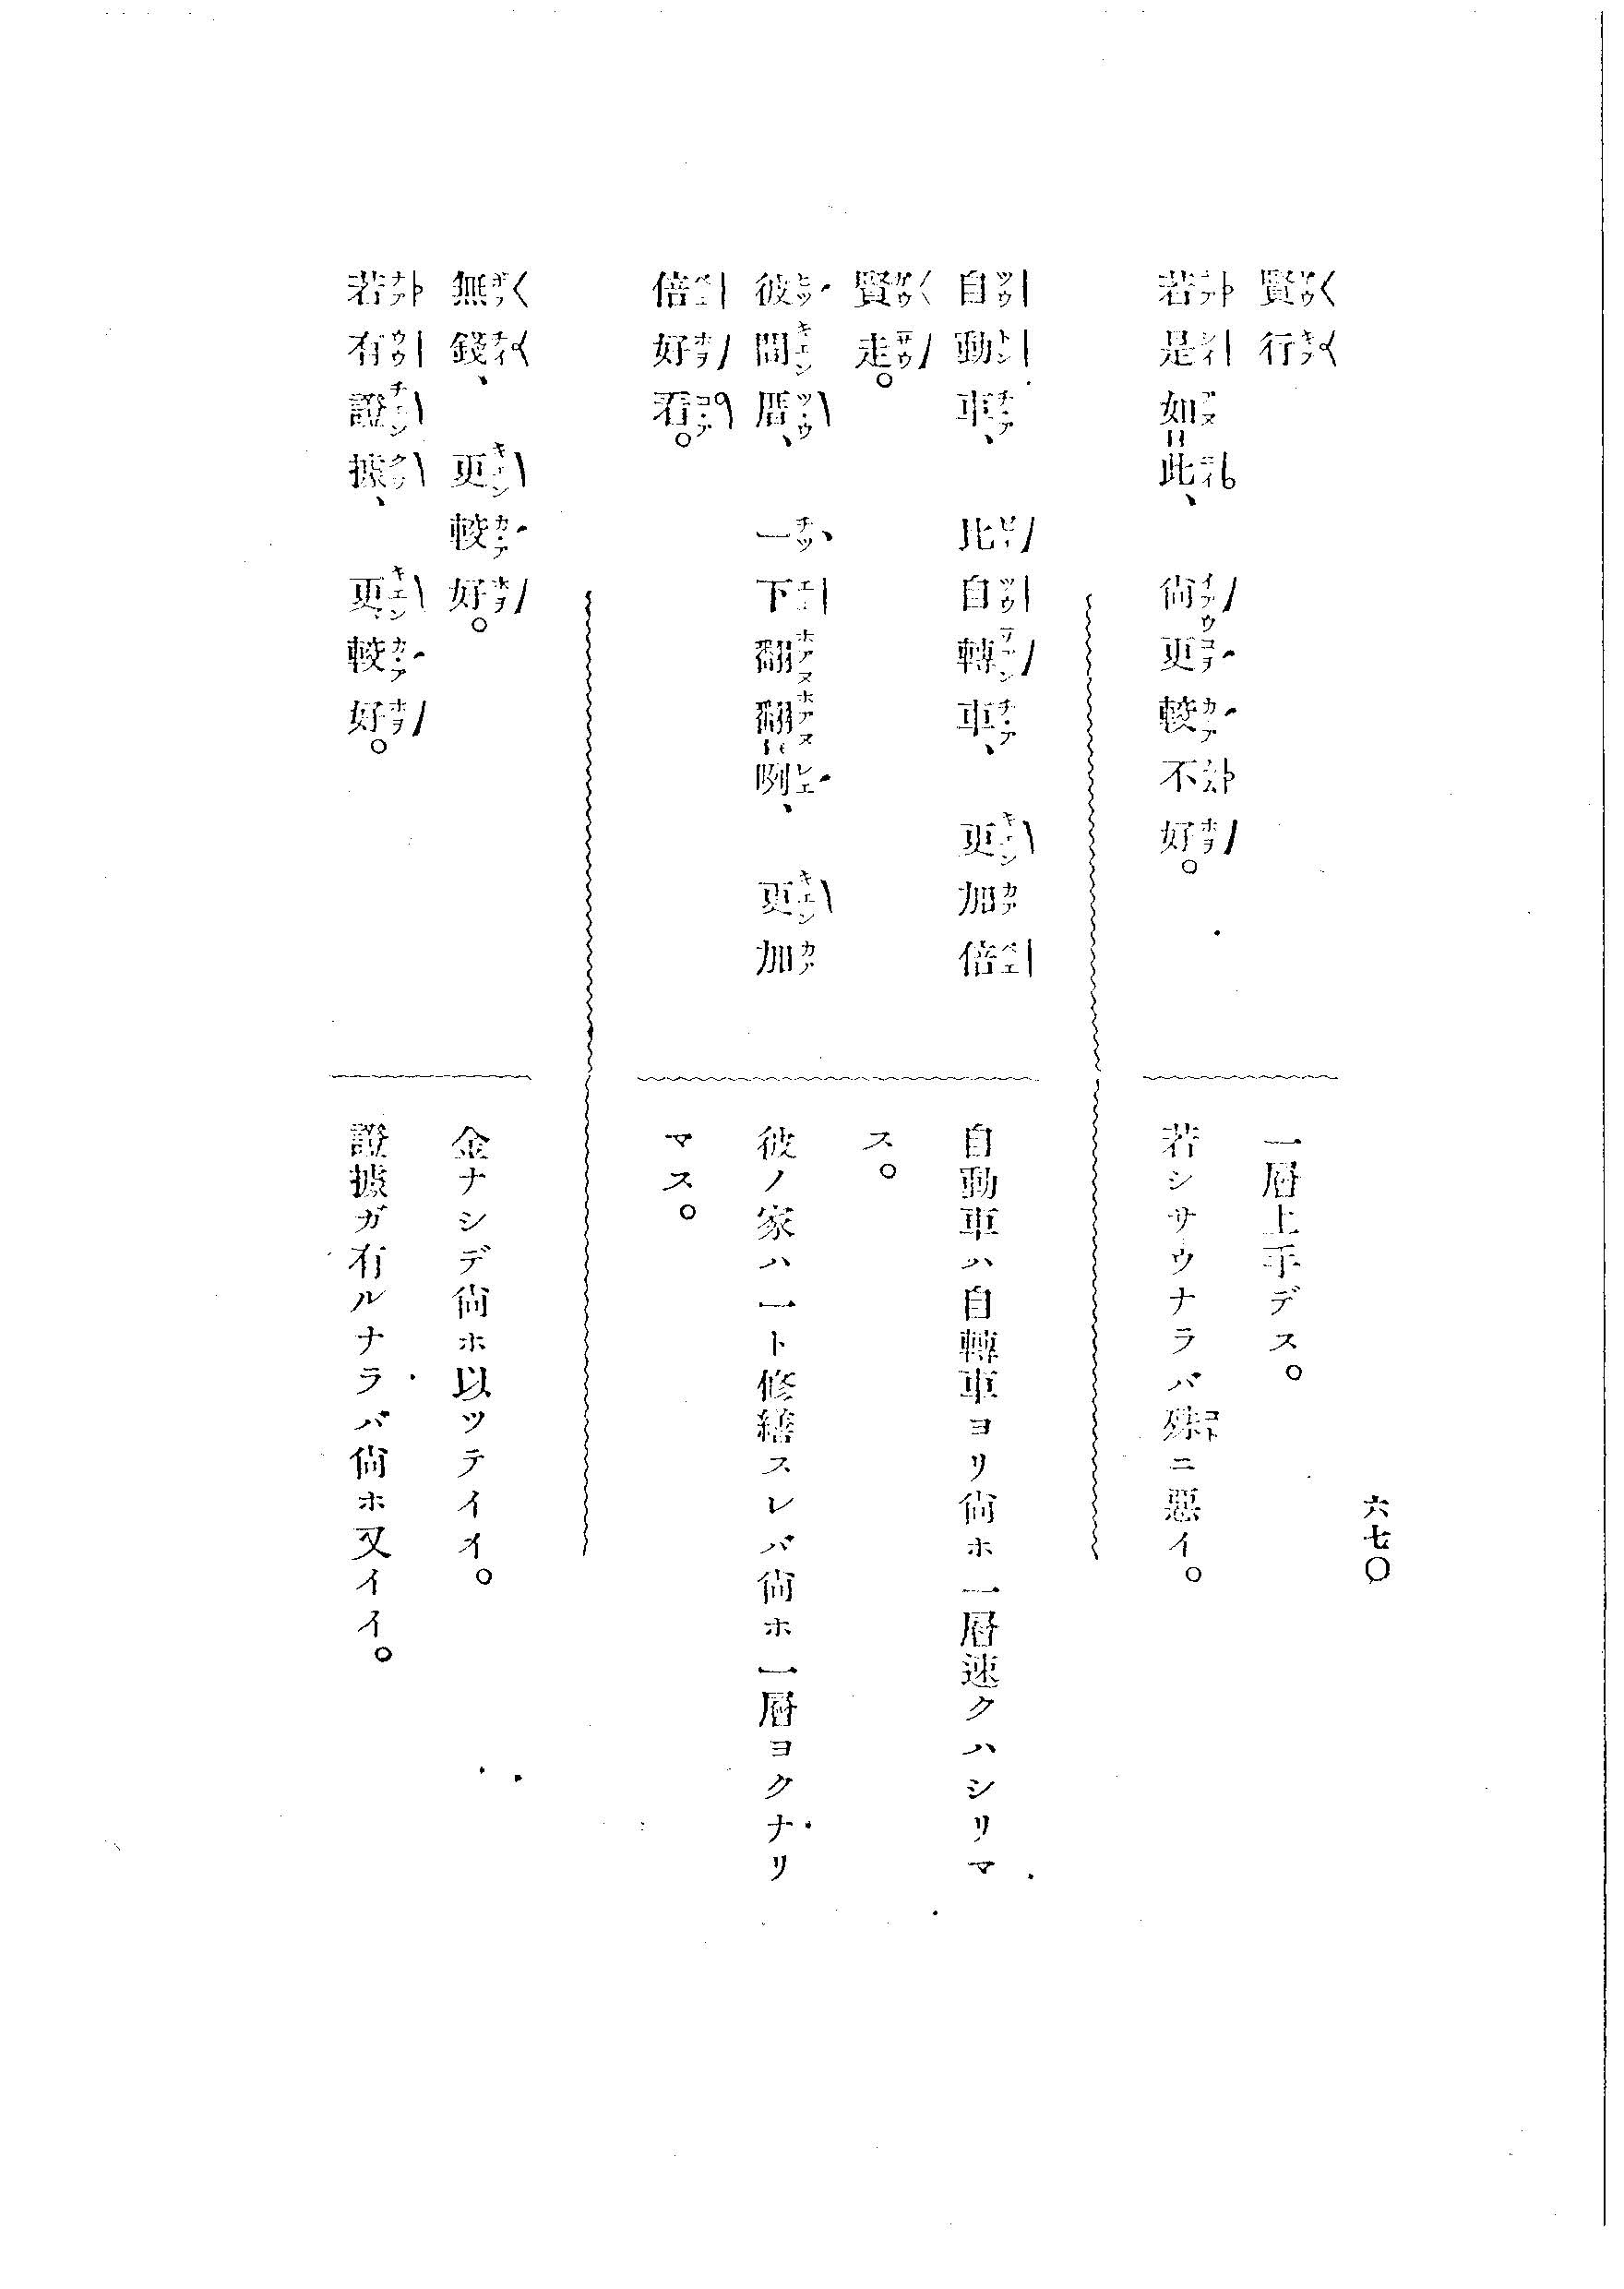 六七〇
賢行
若是如此、尙更較不好。
一層上手デス。
若シサウナラバ殊ニ惡イ。
自動車、比自轉車、更加倍
賢走。
彼間厝、一下翻翻咧、更加
倍好看。
自動車ハ自轉車ヨリ尙ホ一層速クハシリマ
ス。
彼ノ家ハ一ト修繕スレバ尙ホ一層ヨクナリ
マス。
無錢、更較好。
若有證據、更較好。
金ナシデ尙ホ以ツテイイ。
證據ガ有ルナラバ尙ホ又イイ。